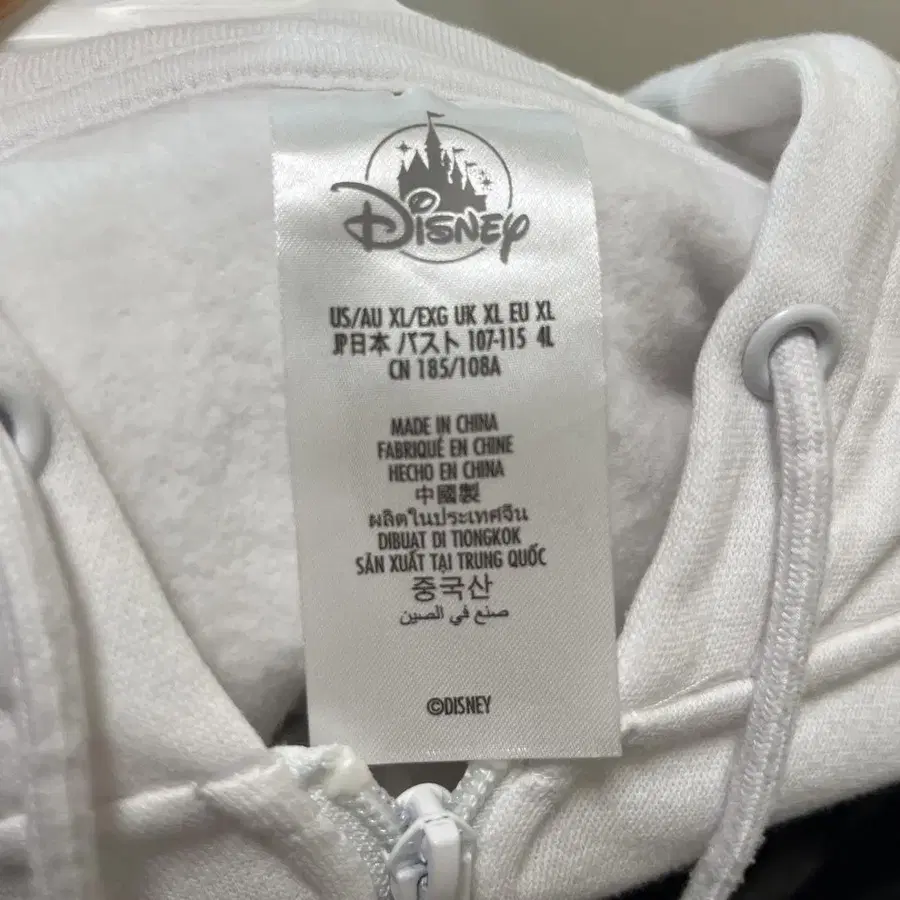 Disney
US/AU XL/EXG UK XL EU XL
JP日本 バスト 107-115 4L
CN 185/108A
MADE IN CHINA
FABRIQUÉ EN CHINE
HECHO EN CHINA
中國製
ผลิตในประเทศจีน
DIBUAT DI TIONGKOK
SẢN XUẤT TẠI TRUNG QUỐC
중국산
صنع في الصين
©DISNEY